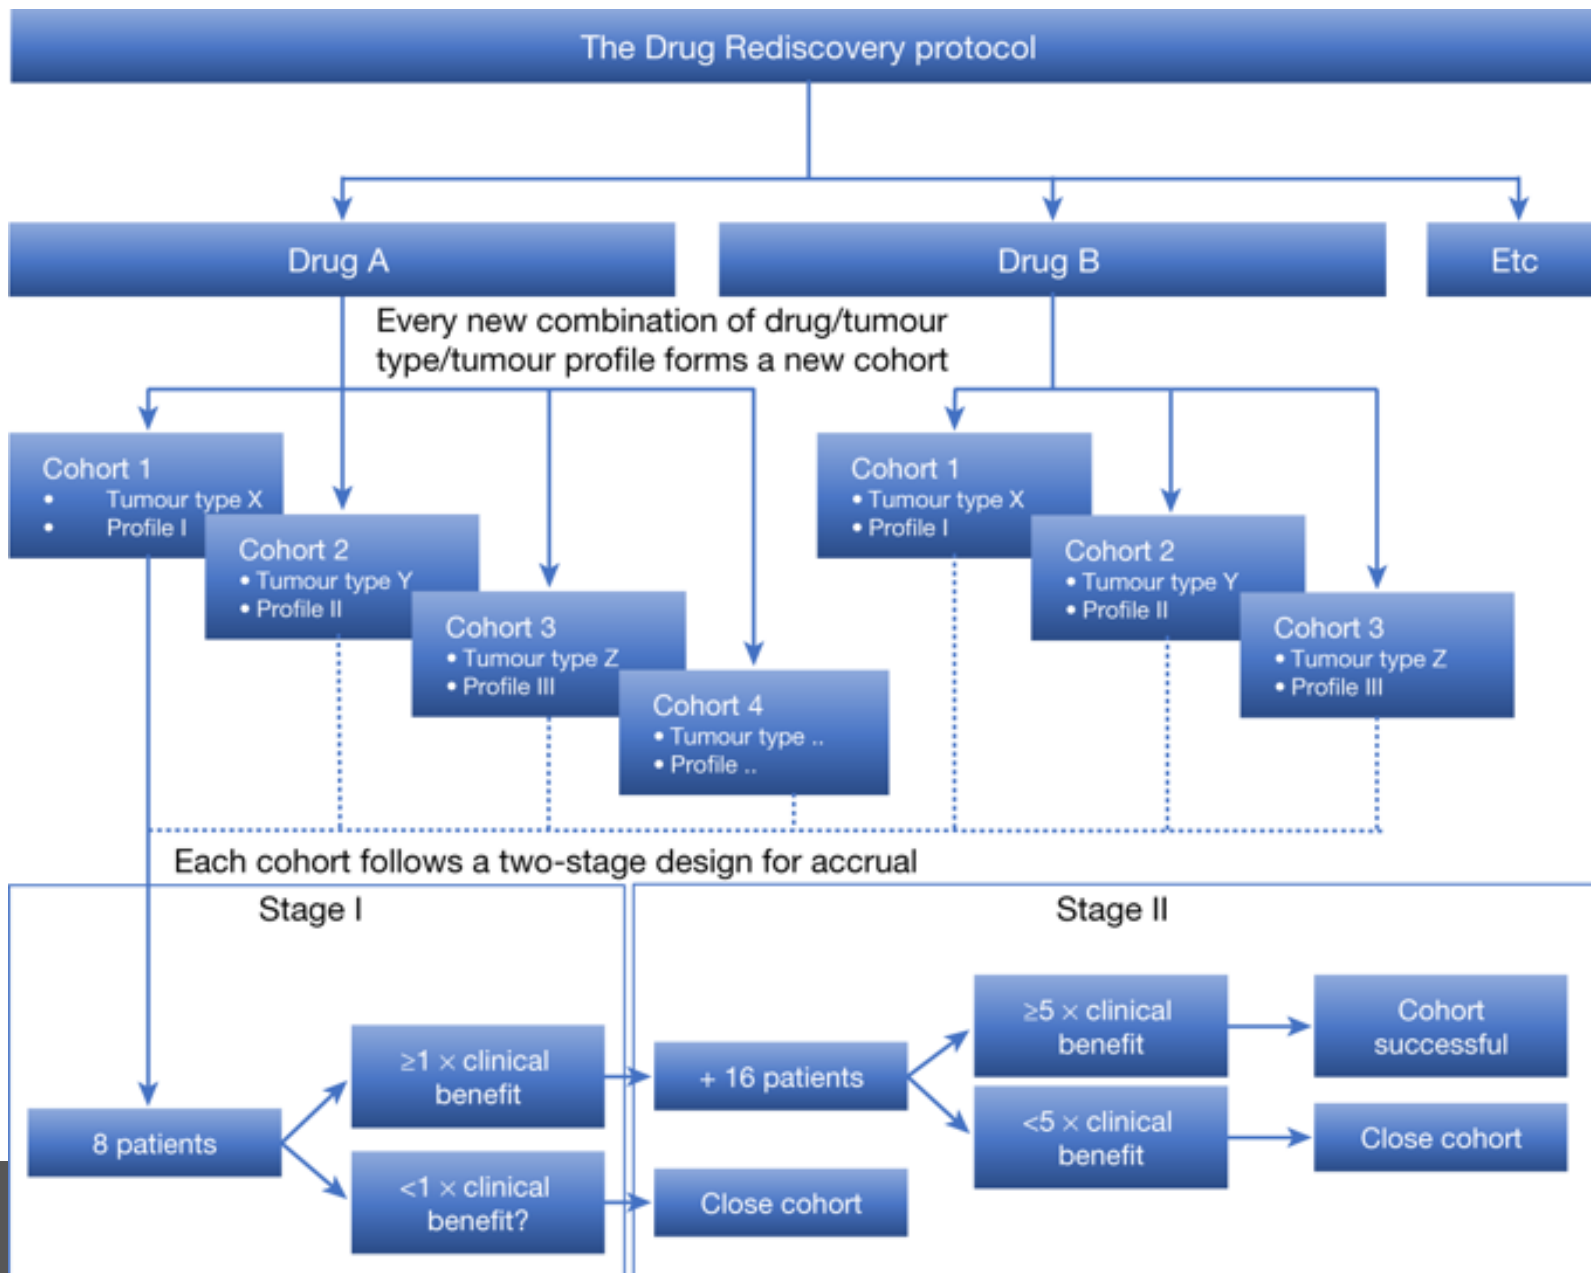 The Drug Rediscovery protocol
Drug A
Drug B
Etc
Every new combination of drug/tumour
type/tumour profile forms a new cohort
Cohort 1
• Tumour type X
• Profile I
Cohort 2
• Tumour type Y
• Profile II
Cohort 3
• Tumour type Z
• Profile III
Cohort 4
• Tumour type ..
• Profile ..
Cohort 1
• Tumour type X
• Profile I
Cohort 2
• Tumour type Y
• Profile II
Cohort 3
• Tumour type Z
• Profile III
Each cohort follows a two-stage design for accrual
Stage I
8 patients
≥1 × clinical
benefit
<1 × clinical
benefit?
Stage II
+ 16 patients
Close cohort
≥5 × clinical
benefit
<5 × clinical
benefit
Cohort
successful
Close cohort